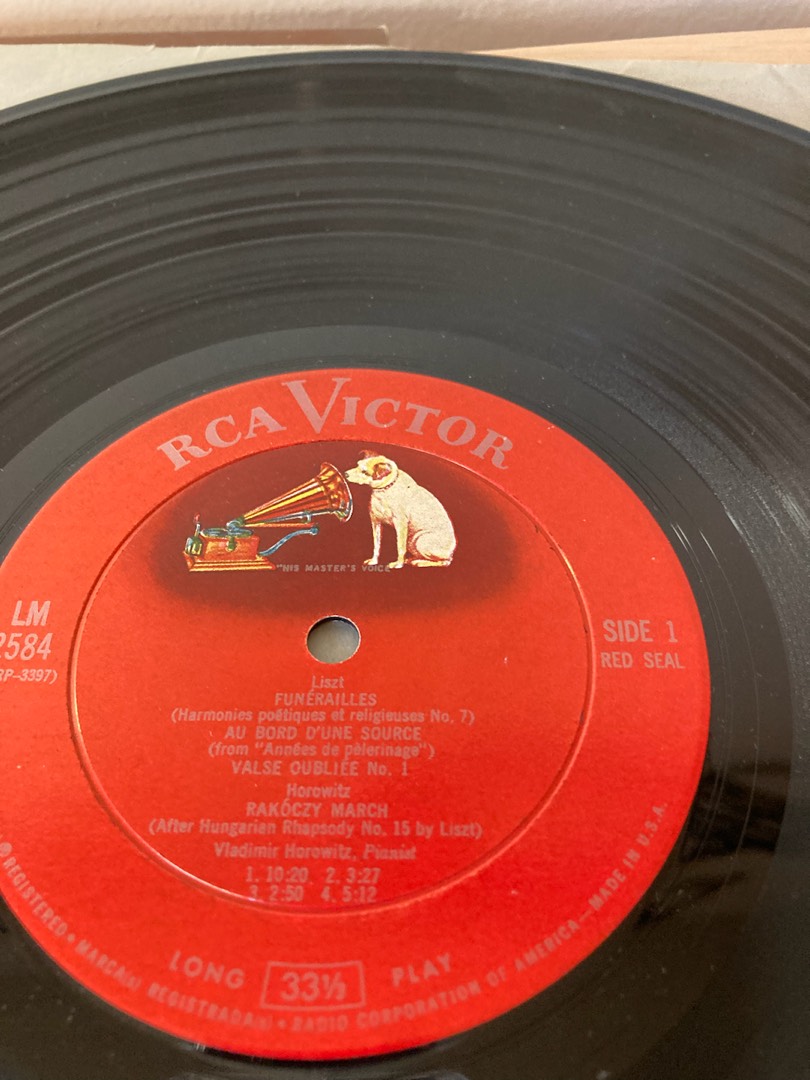 RCA VICTOR
"HIS MASTER'S VOICE"
LM
2584
RP-3397)
SIDE 1
RED SEAL
Liszt
FUNÉRAILLES
(Harmonies poétiques et religieuses No. 7)
AU BORD D'UNE SOURCE
(from "Années de pèlerinage")
VALSE OUBLIÉE No. 1
Horowitz
RAKÓCZY MARCH
(After Hungarian Rhapsody No. 15 by Liszt)
Vladimir Horowitz, Pianist
1. 10:20 2. 3:27
3. 2:50 4. 5:12
LONG 33⅓ PLAY
® REGISTERED • MARCA(s) REGISTRADA(s) • RADIO CORPORATION OF AMERICA—MADE IN U.S.A.